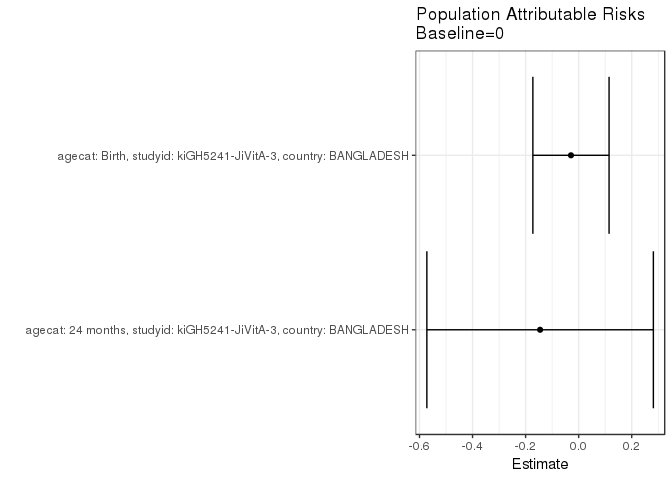 Population Attributable Risks
Baseline=0
agecat: Birth, studyid: kiGH5241-JiVitA-3, country: BANGLADESH
agecat: 24 months, studyid: kiGH5241-JiVitA-3, country: BANGLADESH
-0.6 -0.4 -0.2 0.0 0.2
Estimate